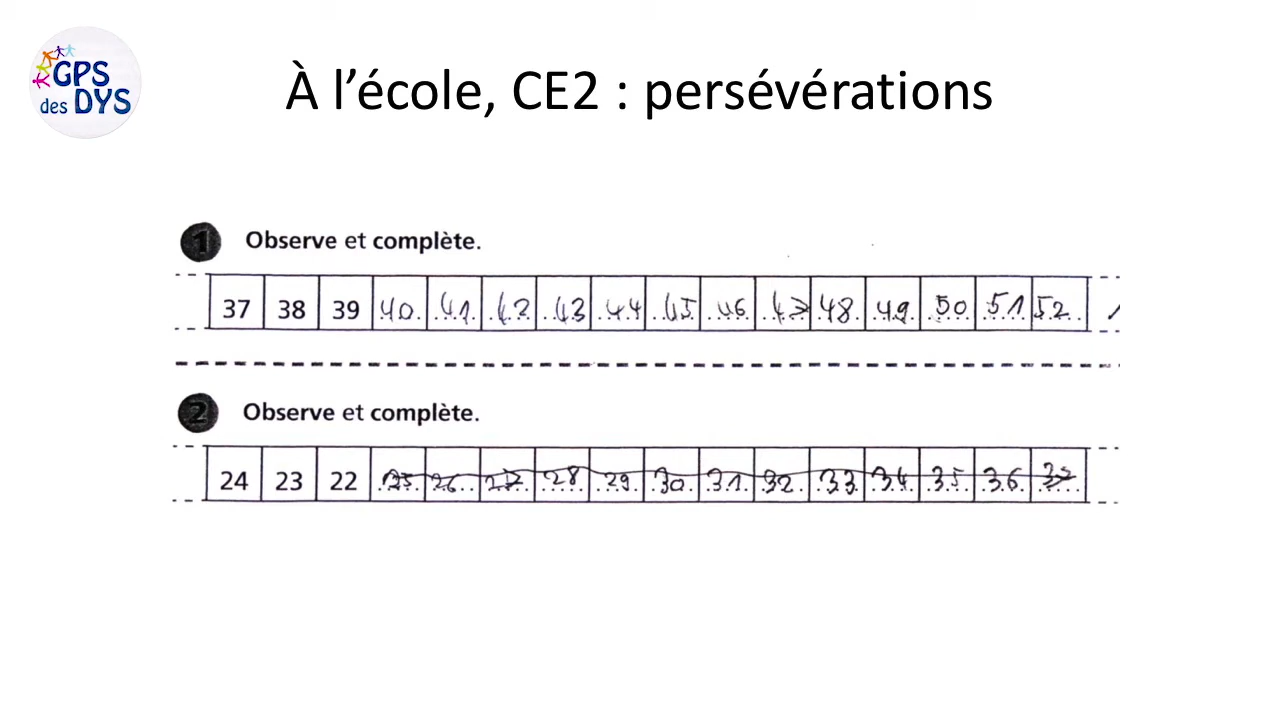 GPS
des DYS
À l’école, CE2 : persévérations
1 Observe et complète.
37 38 39 40 41 42 43 44 45 46 47 48 49 50 51 52
2 Observe et complète.
24 23 22 25 26 27 28 29 30 31 32 33 34 35 36 37